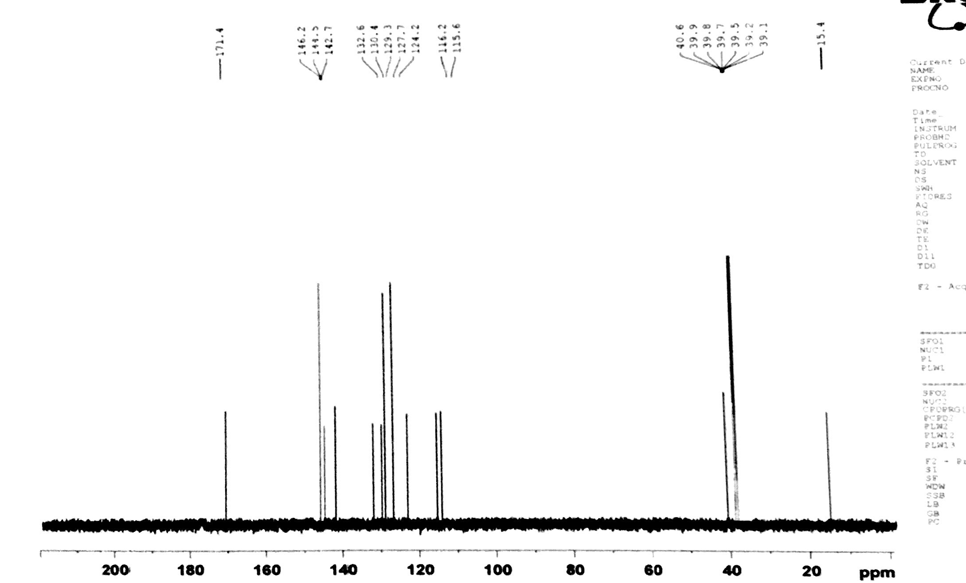 171.4
146.2
144.5
142.7
132.6
130.4
129.3
127.7
124.2
116.2
115.6
40.6
39.9
39.8
39.7
39.5
39.2
39.1
15.4
Current D
NAME
EXPNO
PROCNO
Date_
Time
INSTRUM
PROBHD
PULPROG
TD
SOLVENT
NS
DS
SWH
FIDRES
AQ
RG
DW
DE
TE
D1
D11
TD0
F2 - Acq
SFO1
NUC1
P1
PLW1
SFO2
NUC2
CPDPRG[
PCPD2
PLW2
PLW12
PLW13
F2 - P
SI
SF
WDW
SSB
LB
GB
PC
200 180 160 140 120 100 80 60 40 20 ppm